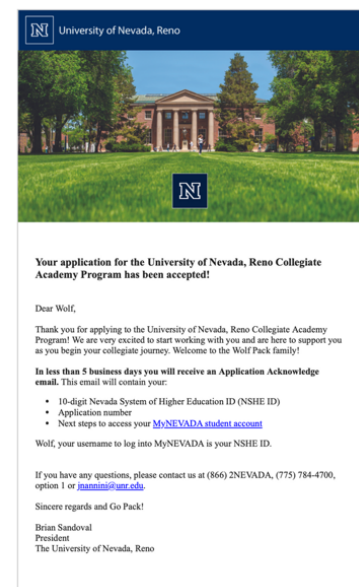 N University of Nevada, Reno
N
Your application for the University of Nevada, Reno Collegiate
Academy Program has been accepted!
Dear Wolf,
Thank you for applying to the University of Nevada, Reno Collegiate Academy
Program! We are very excited to start working with you and are here to support you
as you begin your collegiate journey. Welcome to the Wolf Pack family!
In less than 5 business days you will receive an Application Acknowledge
email. This email will contain your:
• 10-digit Nevada System of Higher Education ID (NSHE ID)
• Application number
• Next steps to access your MyNEVADA student account
Wolf, your username to log into MyNEVADA is your NSHE ID.
If you have any questions, please contact us at (866) 2NEVADA, (775) 784-4700,
option 1 or jnannini@unr.edu.
Sincere regards and Go Pack!
Brian Sandoval
President
The University of Nevada, Reno